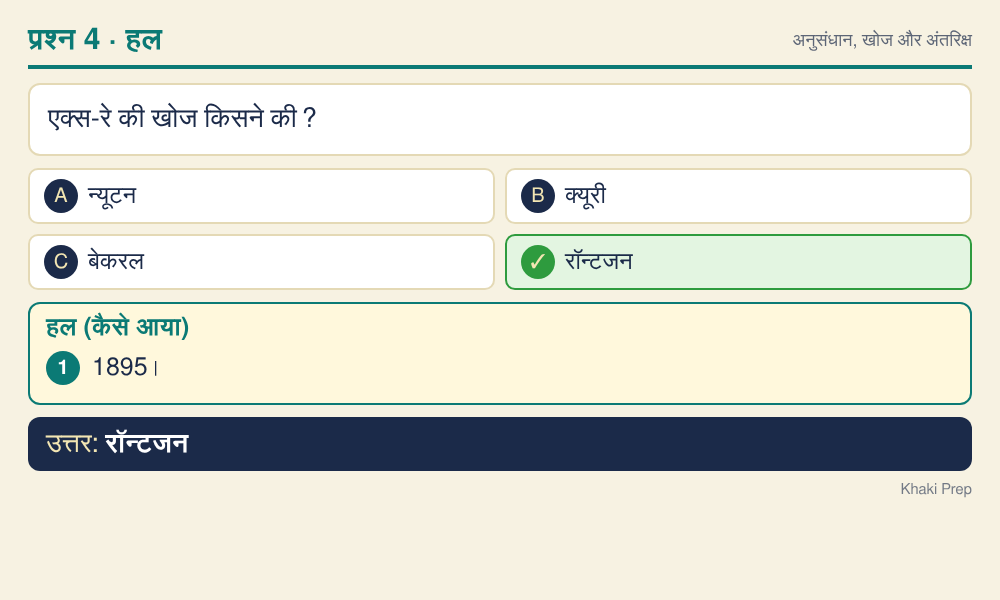 प्रश्न 4 · हल
अनुसंधान, खोज और अंतरिक्ष
एक्स-रे की खोज किसने की ?
A न्यूटन
B क्यूरी
C बेकरल
✓ रॉन्टजन
हल (कैसे आया)
1 1895।
उत्तर: रॉन्टजन
Khaki Prep